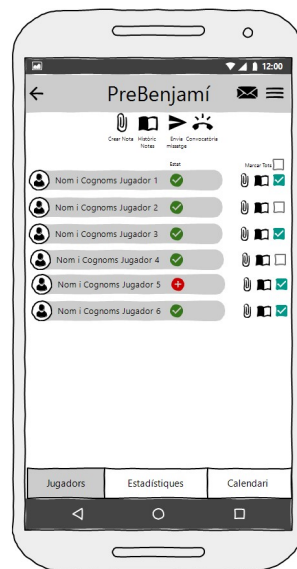 12:00
PreBenjamí
Crear Nota Històric Notes Envia missatge Convocatòria
Estat Marcar Tots
Nom i Cognoms Jugador 1
Nom i Cognoms Jugador 2
Nom i Cognoms Jugador 3
Nom i Cognoms Jugador 4
Nom i Cognoms Jugador 5
Nom i Cognoms Jugador 6
Jugadors Estadístiques Calendari